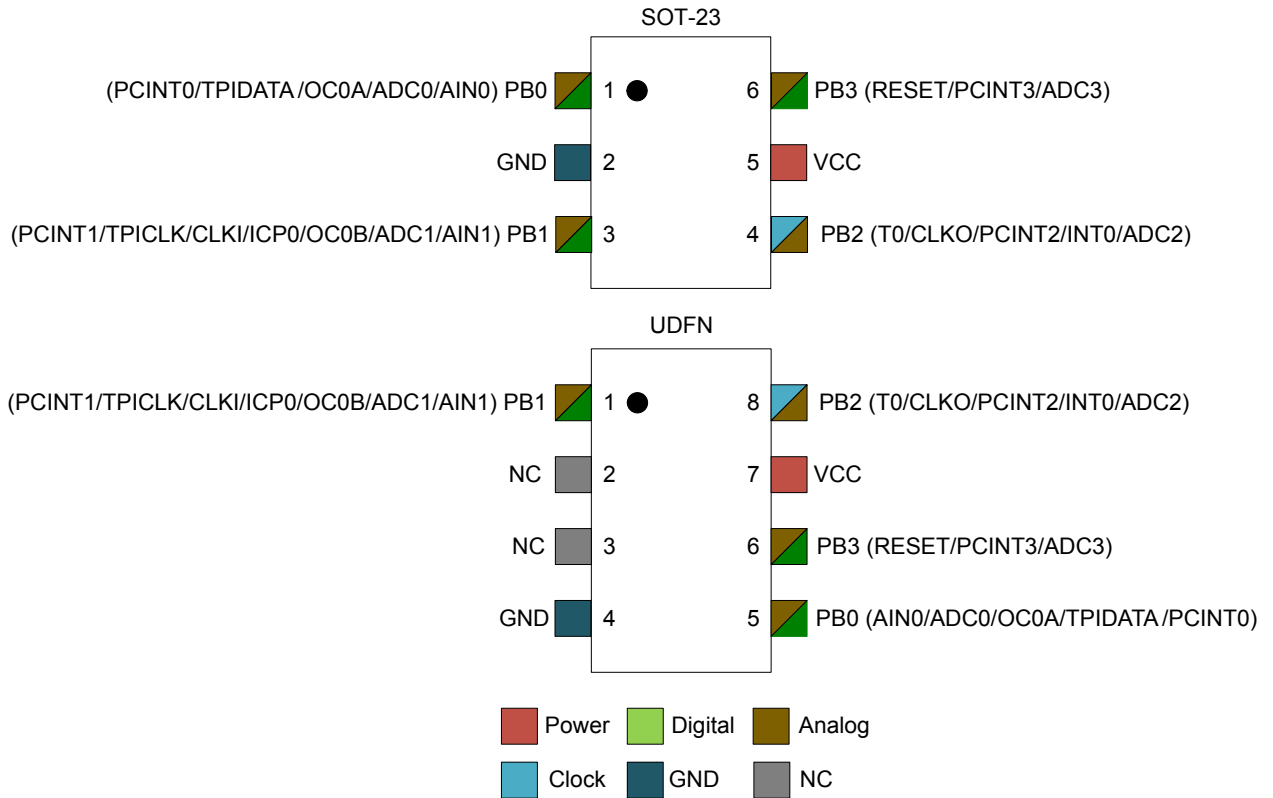 SOT-23
(PCINT0/TPIDATA/OC0A/ADC0/AIN0) PB0 1 6 PB3 (RESET/PCINT3/ADC3)
GND 2 5 VCC
(PCINT1/TPICLK/CLKI/ICP0/OC0B/ADC1/AIN1) PB1 3 4 PB2 (T0/CLKO/PCINT2/INT0/ADC2)
UDFN
(PCINT1/TPICLK/CLKI/ICP0/OC0B/ADC1/AIN1) PB1 1 8 PB2 (T0/CLKO/PCINT2/INT0/ADC2)
NC 2 7 VCC
NC 3 6 PB3 (RESET/PCINT3/ADC3)
GND 4 5 PB0 (AIN0/ADC0/OC0A/TPIDATA/PCINT0)
Power Digital Analog
Clock GND NC